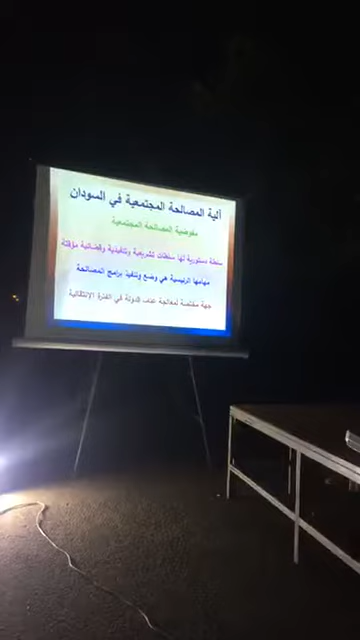 آلية المصالحة المجتمعية في السودان
مفوضية المصالحة المجتمعية
سلطة دستورية لها سلطات تشريعية وتنفيذية وقضائية مؤقتة
مهامها الرئيسية هي وضع وتنفيذ برامج المصالحة
جهة مختصة لمعالجة عنف الدولة في الفترة الانتقالية